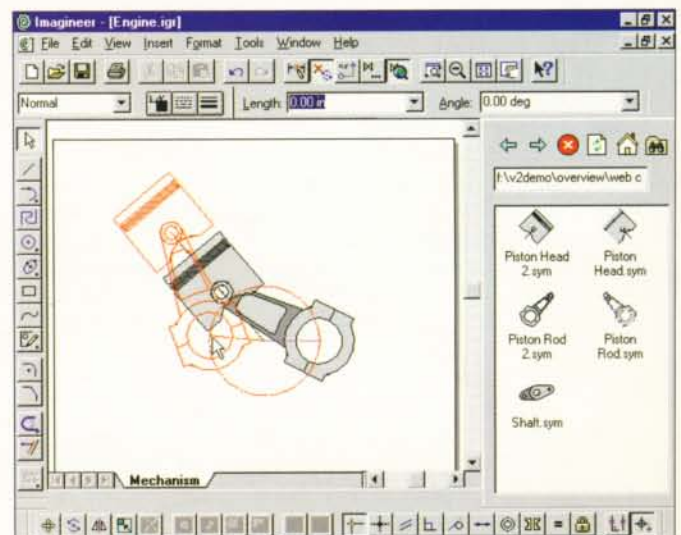 Imagineer - [Engine.igr]
File Edit View Insert Format Tools Window Help
Normal
Length: 0.00 in
Angle: 0.00 deg
f:\v2demo\overview\web c
Piston Head 2.sym
Piston Head.sym
Piston Rod 2.sym
Piston Rod.sym
Shaft.sym
Mechanism